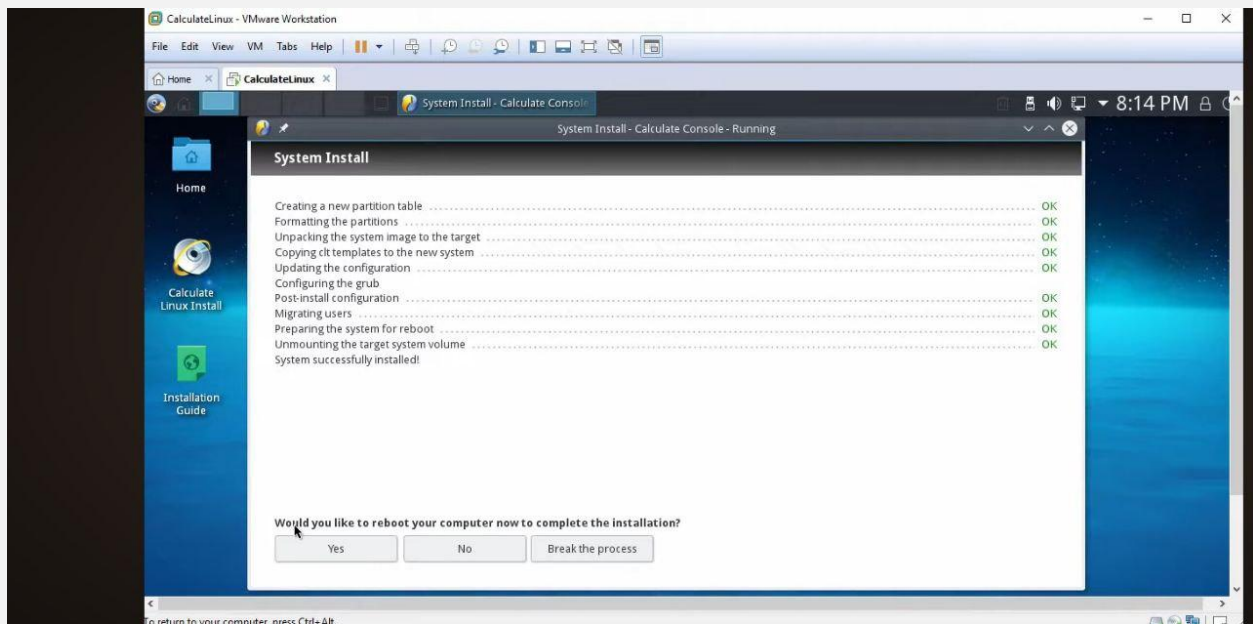 CalculateLinux - VMware Workstation
File Edit View VM Tabs Help
Home CalculateLinux
System Install - Calculate Console
8:14 PM
System Install - Calculate Console - Running
System Install
Home
Calculate
Linux Install
Installation
Guide
Creating a new partition table OK
Formatting the partitions OK
Unpacking the system image to the target OK
Copying clt templates to the new system OK
Updating the configuration OK
Configuring the grub
Post-install configuration OK
Migrating users OK
Preparing the system for reboot OK
Unmounting the target system volume OK
System successfully installed!
Would you like to reboot your computer now to complete the installation?
Yes No Break the process
To return to your computer, press Ctrl+Alt.